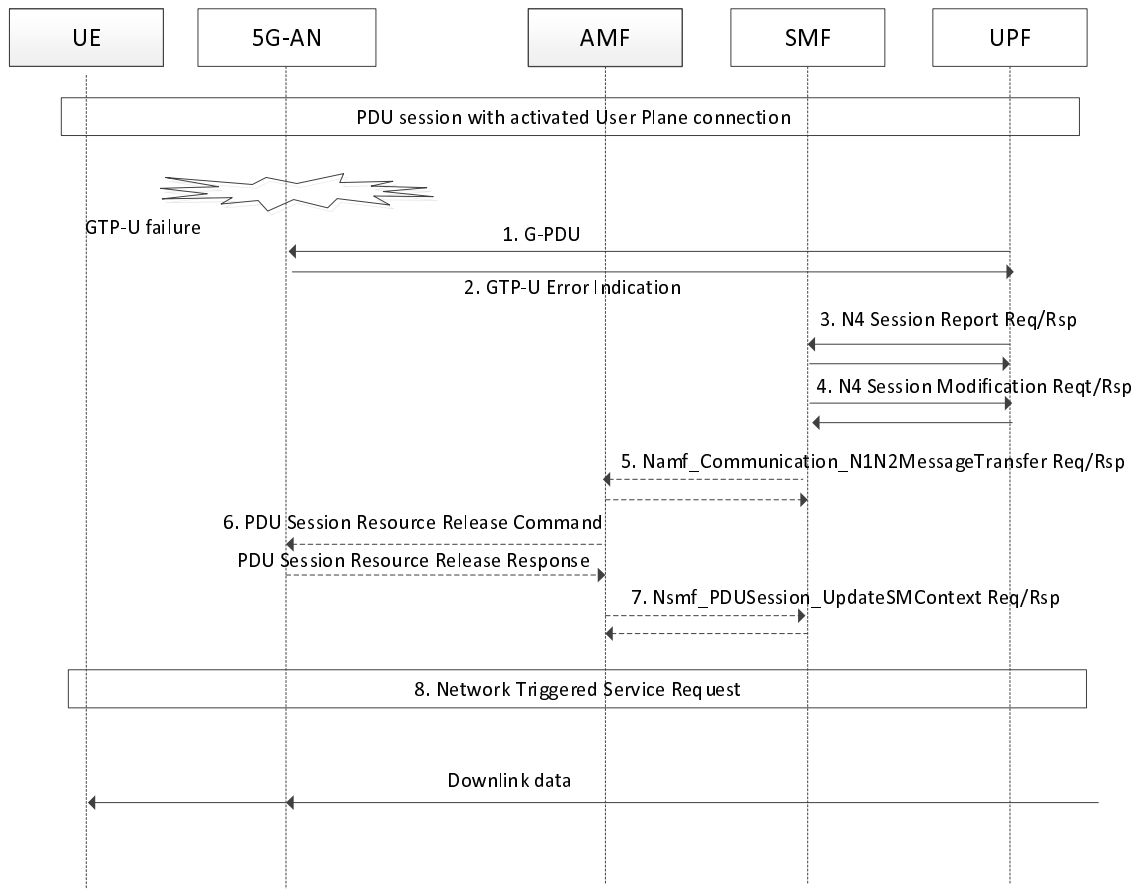 UE
5G-AN
AMF
SMF
UPF
PDU session with activated User Plane connection
GTP-U failure
1. G-PDU
2. GTP-U Error Indication
3. N4 Session Report Req/Rsp
4. N4 Session Modification Reqt/Rsp
5. Namf_Communication_N1N2MessageTransfer Req/Rsp
6. PDU Session Resource Release Command
PDU Session Resource Release Response
7. Nsmf_PDUSession_UpdateSMContext Req/Rsp
8. Network Triggered Service Request
Downlink data